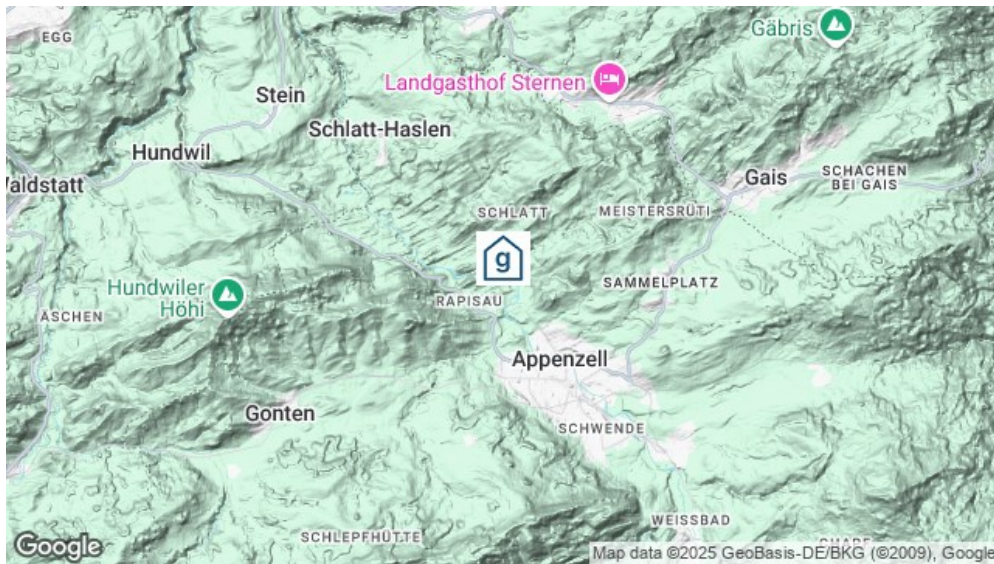 EGG
Gäbris
Landgasthof Sternen
Stein
Schlatt-Haslen
Hundwil
aldstatt
Gais
SCHACHEN
BEI GAIS
SCHLATT
MEISTERSRÜTI
g
Hundwiler
Höhi
RAPISAU
SAMMELPLATZ
ÄSCHEN
Appenzell
Gonten
SCHWENDE
WEISSBAD
SCHLEPFHÜTTE
Google
Map data ©2025 GeoBasis-DE/BKG (©2009), Google